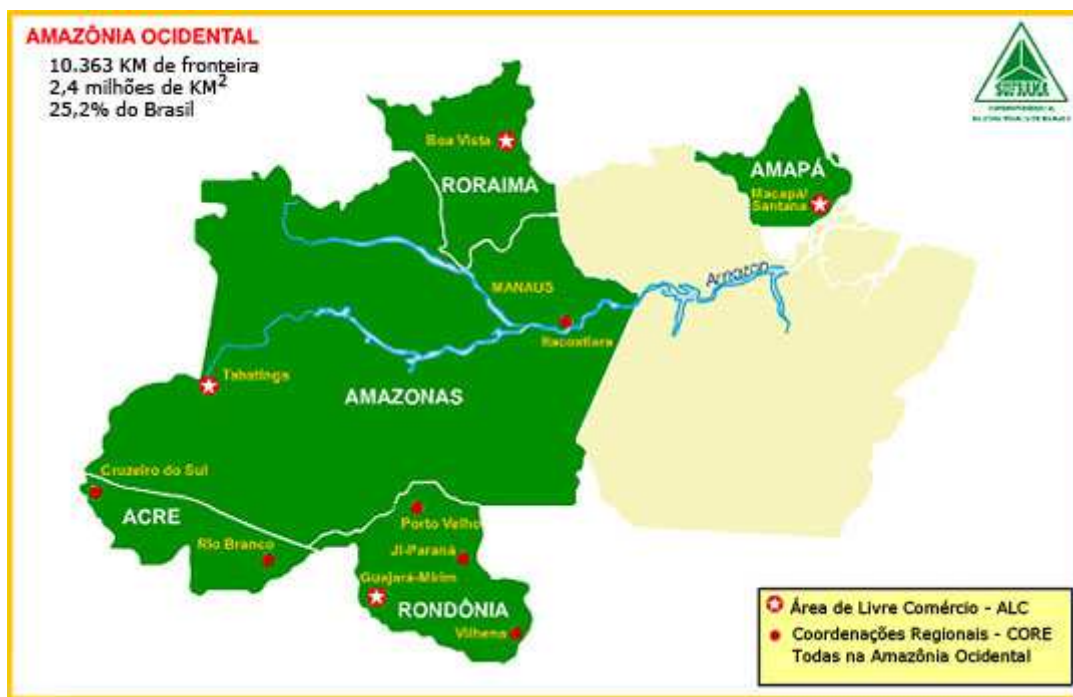 AMAZÔNIA OCIDENTAL
10.363 KM de fronteira
2,4 milhões de KM²
25,2% do Brasil
SUFRAMA
Boa Vista
RORAIMA
AMAPÁ
Macapá/
Santana
Amazon
MANAUS
Itacoatiara
Tabatinga
AMAZONAS
Cruzeiro do Sul
ACRE
Rio Branco
Porto Velho
Ji-Paraná
Guajará-Mirim
RONDÔNIA
Vilhena
Área de Livre Comércio - ALC
Coordenações Regionais - CORE
Todas na Amazônia Ocidental